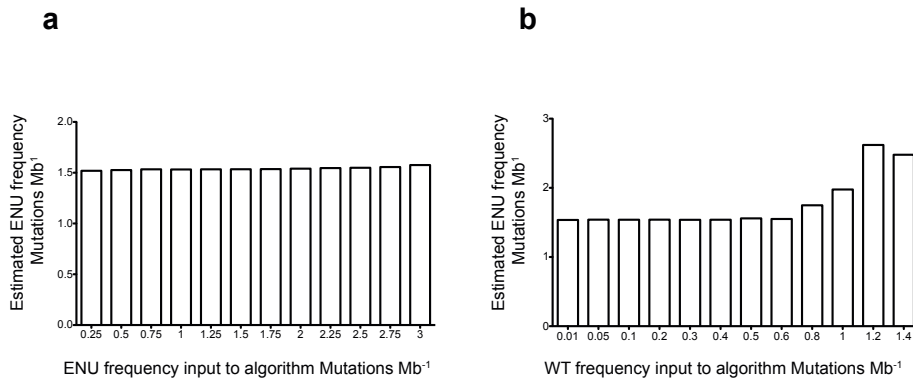 a
Estimated ENU frequency
Mutations Mb¹
2.0
1.5
1.0
0.5
0.0
0.25 0.5 0.75 1 1.25 1.5 1.75 2 2.25 2.5 2.75 3
ENU frequency input to algorithm Mutations Mb⁻¹
b
Estimated ENU frequency
Mutations Mb¹
3
2
1
0
0.01 0.05 0.1 0.2 0.3 0.4 0.5 0.6 0.8 1 1.2 1.4
WT frequency input to algorithm Mutations Mb⁻¹